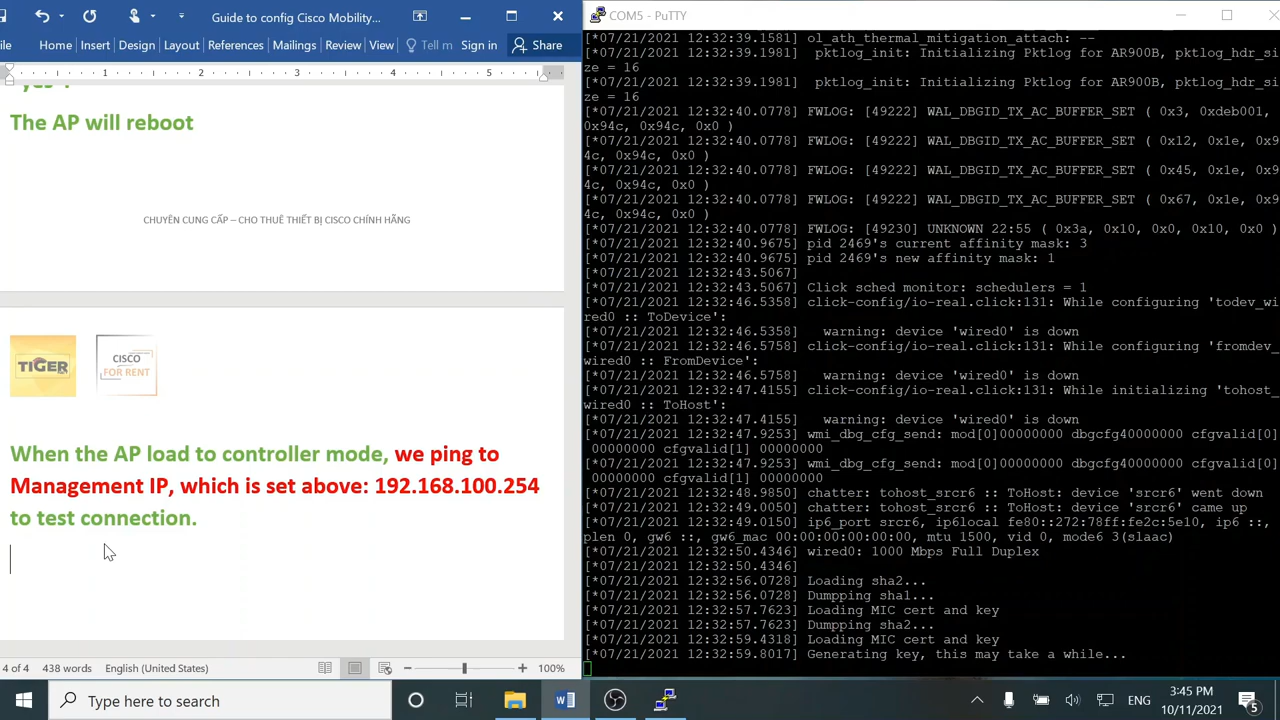 Guide to config Cisco Mobility...
Home Insert Design Layout References Mailings Review View Tell m Sign in Share
1 2 3 4 5
The AP will reboot
CHUYÊN CUNG CẤP – CHO THUÊ THIẾT BỊ CISCO CHÍNH HÃNG
TIGER
CISCO
FOR RENT
When the AP load to controller mode, we ping to
Management IP, which is set above: 192.168.100.254
to test connection.
4 of 4 438 words English (United States) 100%
COM5 - PuTTY
[*07/21/2021 12:32:39.1581] ol_ath_thermal_mitigation_attach: --
[*07/21/2021 12:32:39.1981]  pktlog_init: Initializing Pktlog for AR900B, pktlog_hdr_si
ze = 16
[*07/21/2021 12:32:39.1981]  pktlog_init: Initializing Pktlog for AR900B, pktlog_hdr_si
ze = 16
[*07/21/2021 12:32:40.0778] FWLOG: [49222] WAL_DBGID_TX_AC_BUFFER_SET ( 0x3, 0xdeb001,
0x94c, 0x94c, 0x0 )
[*07/21/2021 12:32:40.0778] FWLOG: [49222] WAL_DBGID_TX_AC_BUFFER_SET ( 0x12, 0x1e, 0x9
4c, 0x94c, 0x0 )
[*07/21/2021 12:32:40.0778] FWLOG: [49222] WAL_DBGID_TX_AC_BUFFER_SET ( 0x45, 0x1e, 0x9
4c, 0x94c, 0x0 )
[*07/21/2021 12:32:40.0778] FWLOG: [49222] WAL_DBGID_TX_AC_BUFFER_SET ( 0x67, 0x1e, 0x9
4c, 0x94c, 0x0 )
[*07/21/2021 12:32:40.0778] FWLOG: [49230] UNKNOWN 22:55 ( 0x3a, 0x10, 0x0, 0x10, 0x0 )
[*07/21/2021 12:32:40.9675] pid 2469's current affinity mask: 3
[*07/21/2021 12:32:40.9675] pid 2469's new affinity mask: 1
[*07/21/2021 12:32:43.5067]
[*07/21/2021 12:32:43.5067] Click sched monitor: schedulers = 1
[*07/21/2021 12:32:46.5358] click-config/io-real.click:131: While configuring 'todev_wi
red0 :: ToDevice':
[*07/21/2021 12:32:46.5358]   warning: device 'wired0' is down
[*07/21/2021 12:32:46.5758] click-config/io-real.click:131: While configuring 'fromdev_
wired0 :: FromDevice':
[*07/21/2021 12:32:46.5758]   warning: device 'wired0' is down
[*07/21/2021 12:32:47.4155] click-config/io-real.click:131: While initializing 'tohost_
wired0 :: ToHost':
[*07/21/2021 12:32:47.4155]   warning: device 'wired0' is down
[*07/21/2021 12:32:47.9253] wmi_dbg_cfg_send: mod[0]00000000 dbgcfg40000000 cfgvalid[0]
 00000000 cfgvalid[1] 00000000
[*07/21/2021 12:32:47.9253] wmi_dbg_cfg_send: mod[0]00000000 dbgcfg40000000 cfgvalid[0]
 00000000 cfgvalid[1] 00000000
[*07/21/2021 12:32:48.9850] chatter: tohost_srcr6 :: ToHost: device 'srcr6' went down
[*07/21/2021 12:32:49.0050] chatter: tohost_srcr6 :: ToHost: device 'srcr6' came up
[*07/21/2021 12:32:49.0150] ip6_port srcr6, ip6local fe80::272:78ff:fe2c:5e10, ip6 ::,
plen 0, gw6 ::, gw6_mac 00:00:00:00:00:00, mtu 1500, vid 0, mode6 3(slaac)
[*07/21/2021 12:32:50.4346] wired0: 1000 Mbps Full Duplex
[*07/21/2021 12:32:50.4346]
[*07/21/2021 12:32:56.0728] Loading sha2...
[*07/21/2021 12:32:56.0728] Dumpping sha1...
[*07/21/2021 12:32:57.7623] Loading MIC cert and key
[*07/21/2021 12:32:57.7623] Dumpping sha2...
[*07/21/2021 12:32:59.4318] Loading MIC cert and key
[*07/21/2021 12:32:59.8017] Generating key, this may take a while...
Type here to search
ENG
3:45 PM
10/11/2021
5